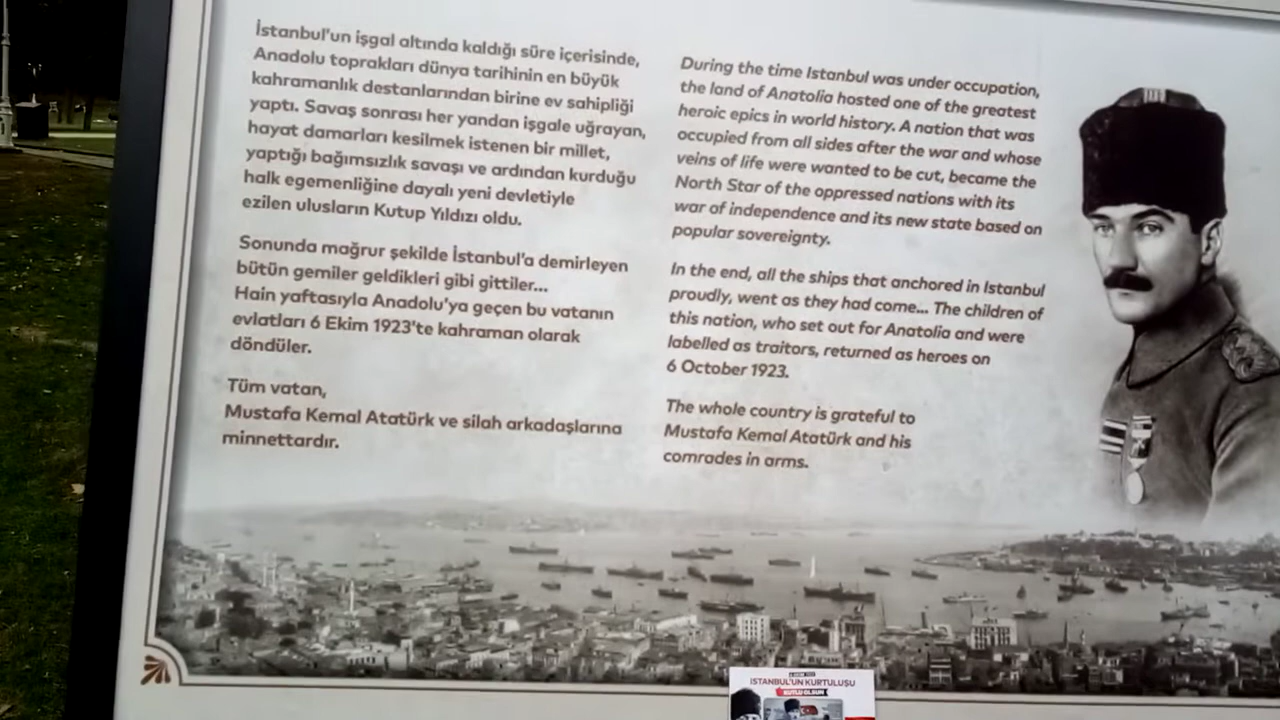 İstanbul'un işgal altında kaldığı süre içerisinde,
Anadolu toprakları dünya tarihinin en büyük
kahramanlık destanlarından birine ev sahipliği
yaptı. Savaş sonrası her yandan işgale uğrayan,
hayat damarları kesilmek istenen bir millet,
yaptığı bağımsızlık savaşı ve ardından kurduğu
halk egemenliğine dayalı yeni devletiyle
ezilen ulusların Kutup Yıldızı oldu.
Sonunda mağrur şekilde İstanbul'a demirleyen
bütün gemiler geldikleri gibi gittiler...
Hain yaftasıyla Anadolu'ya geçen bu vatanın
evlatları 6 Ekim 1923'te kahraman olarak
döndüler.
Tüm vatan,
Mustafa Kemal Atatürk ve silah arkadaşlarına
minnettardır.
During the time Istanbul was under occupation,
the land of Anatolia hosted one of the greatest
heroic epics in world history. A nation that was
occupied from all sides after the war and whose
veins of life were wanted to be cut, became the
North Star of the oppressed nations with its
war of independence and its new state based on
popular sovereignty.
In the end, all the ships that anchored in Istanbul
proudly, went as they had come... The children of
this nation, who set out for Anatolia and were
labelled as traitors, returned as heroes on
6 October 1923.
The whole country is grateful to
Mustafa Kemal Atatürk and his
comrades in arms.
İSTANBUL'UN KURTULUŞU
KUTLU OLSUN